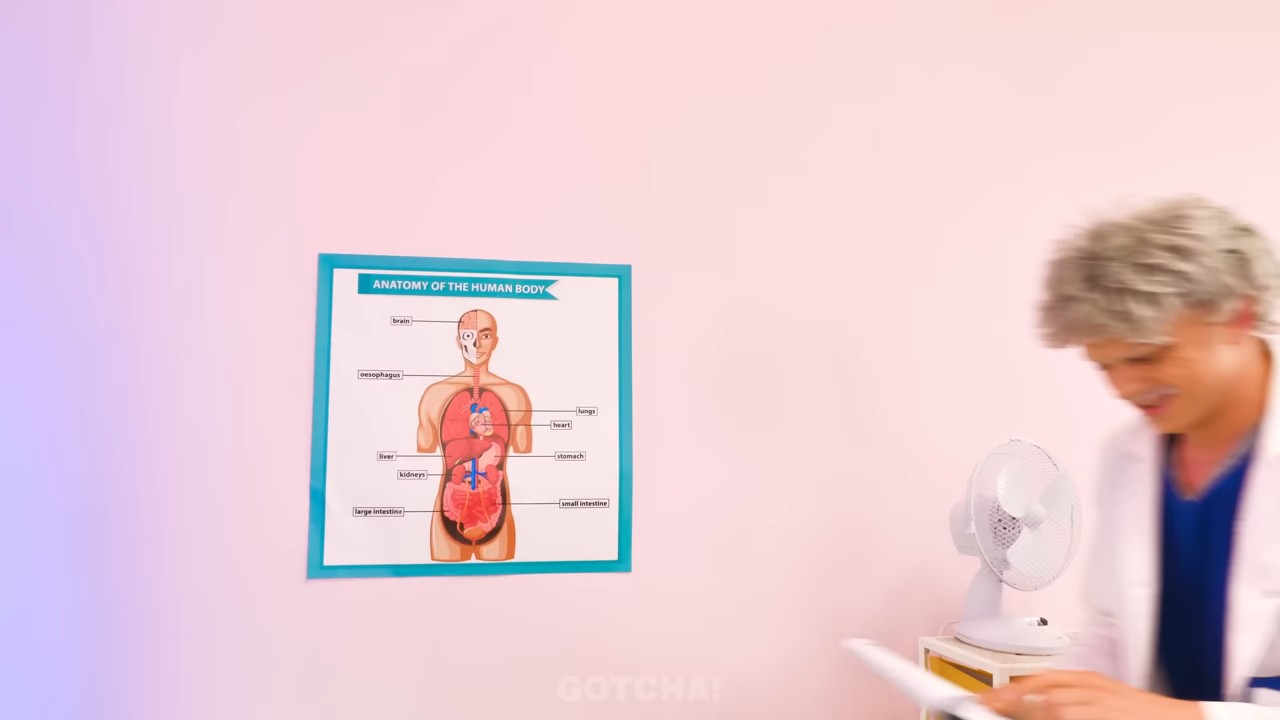 ANATOMY OF THE HUMAN BODY
brain
oesophagus
lungs
heart
liver
stomach
kidneys
small intestine
large intestine
GOTCHA!